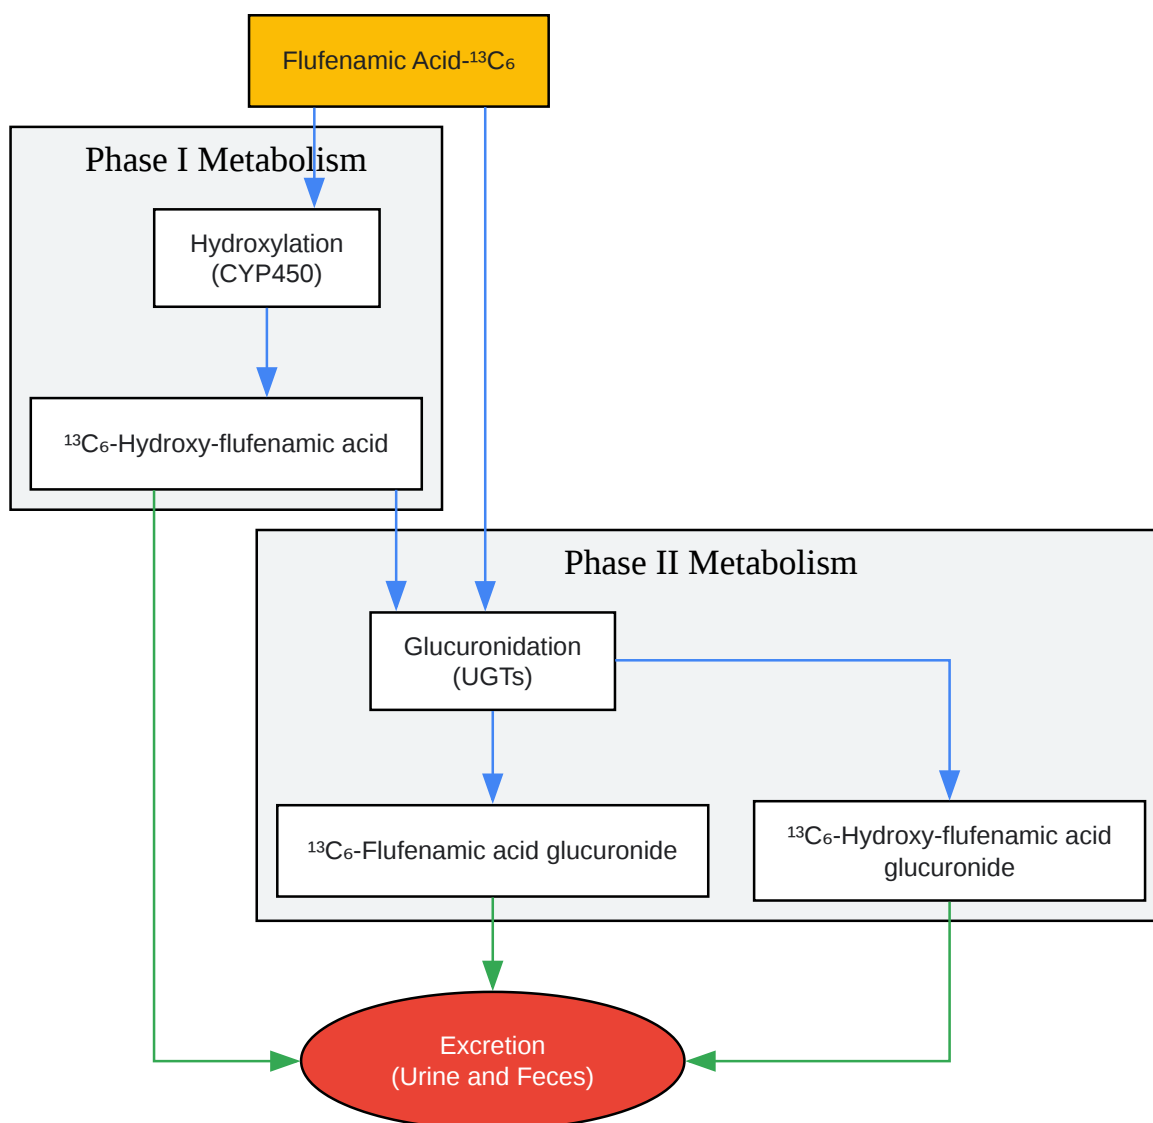 Flufenamic Acid-¹³C₆
Phase I Metabolism
Hydroxylation
(CYP450)
¹³C₆-Hydroxy-flufenamic acid
Phase II Metabolism
Glucuronidation
(UGTs)
¹³C₆-Flufenamic acid glucuronide
¹³C₆-Hydroxy-flufenamic acid
glucuronide
Excretion
(Urine and Feces)